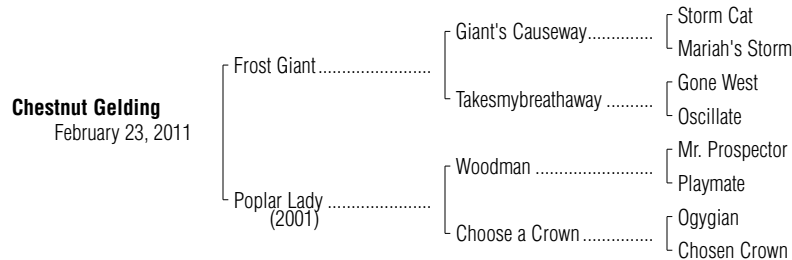 Storm Cat
Giant's Causeway..............
Mariah's Storm
Frost Giant........................
Gone West
Takesmybreathaway ..........
Oscillate
Chestnut Gelding
February 23, 2011
Mr. Prospector
Woodman .........................
Playmate
Poplar Lady ......................
(2001)
Ogygian
Choose a Crown...............
Chosen Crown